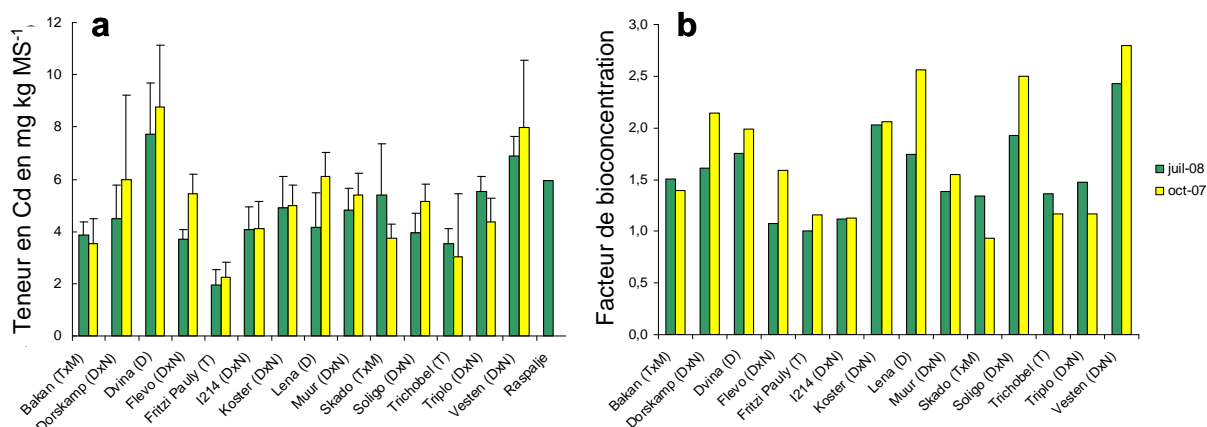 a
Teneur en Cd en mg kg MS-1)
12
10
8
6
4
2
0
Bakan (TxM)
Dorskamp (DxN)
Dvina (D)
Flevo (DxN)
Fritzi Pauly (T)
I214 (DxN)
Koster (DxN)
Lena (D)
Muur (DxN)
Skado (TxM)
Soligo (DxN)
Trichobel (T)
Triplo (DxN)
Vesten (DxN)
Raspalje
b
Facteur de bioconcentration
3,0
2,5
2,0
1,5
1,0
0,5
0,0
Bakan (TxM)
Dorskamp (DxN)
Dvina (D)
Flevo (DxN)
Fritzi Pauly (T)
I214 (DxN)
Koster (DxN)
Lena (D)
Muur (DxN)
Skado (TxM)
Soligo (DxN)
Trichobel (T)
Triplo (DxN)
Vesten (DxN)
juil-08
oct-07